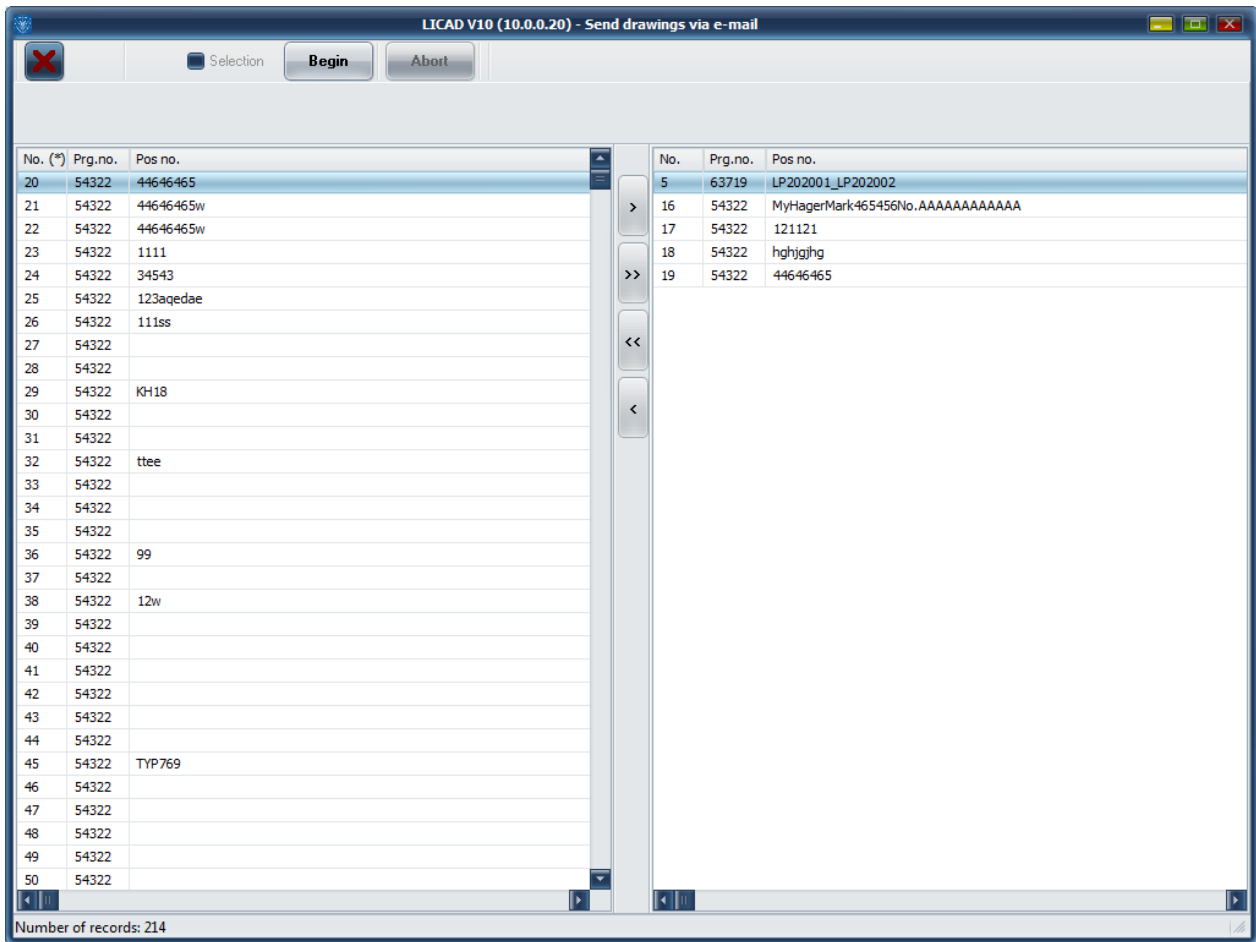 LICAD V10 (10.0.0.20) - Send drawings via e-mail
Selection Begin Abort
No. (*) Prg.no. Pos no.
20 54322 44646465
21 54322 44646465w
22 54322 44646465w
23 54322 1111
24 54322 34543
25 54322 123aqedae
26 54322 111ss
27 54322
28 54322
29 54322 KH18
30 54322
31 54322
32 54322 ttee
33 54322
34 54322
35 54322
36 54322 99
37 54322
38 54322 12w
39 54322
40 54322
41 54322
42 54322
43 54322
44 54322
45 54322 TYP769
46 54322
47 54322
48 54322
49 54322
50 54322
>
>>
<<
<
No. Prg.no. Pos no.
5 63719 LP202001_LP202002
16 54322 MyHagerMark465456No.AAAAAAAAAAAA
17 54322 121121
18 54322 hghjgjhg
19 54322 44646465
Number of records: 214